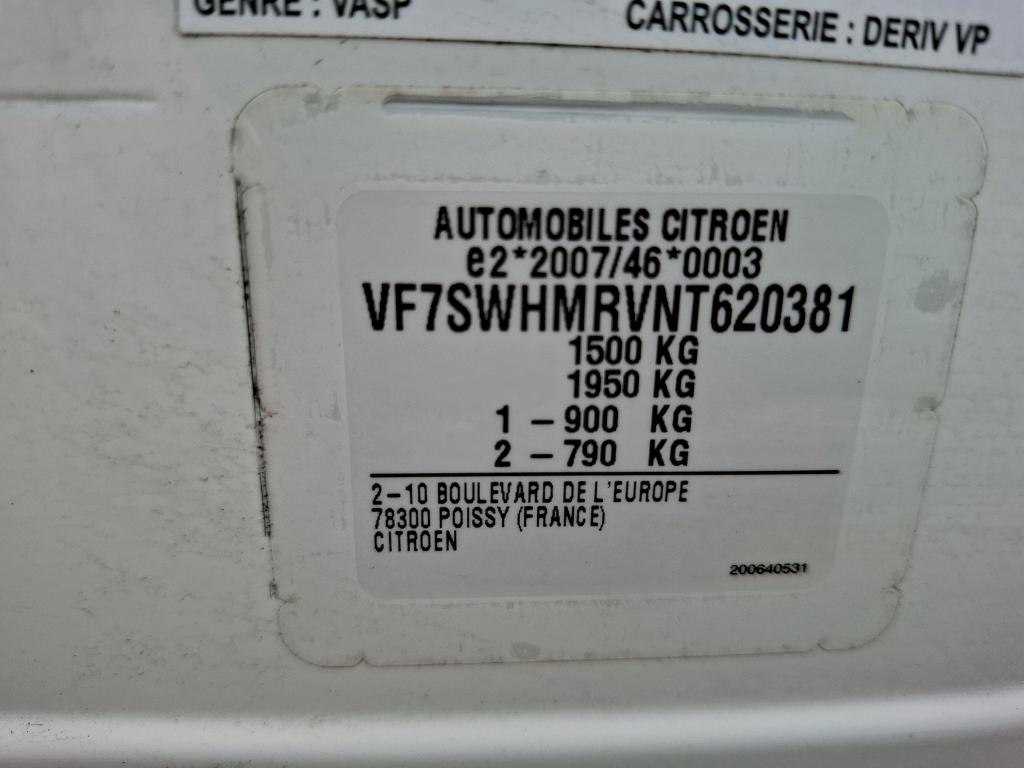 GENRE : VASP
CARROSSERIE : DERIV VP
AUTOMOBILES CITROEN
e2*2007/46*0003
VF7SWHMRVNT620381
1500 KG
1950 KG
1 – 900 KG
2 – 790 KG
2–10 BOULEVARD DE L'EUROPE
78300 POISSY (FRANCE)
CITROEN
200640531